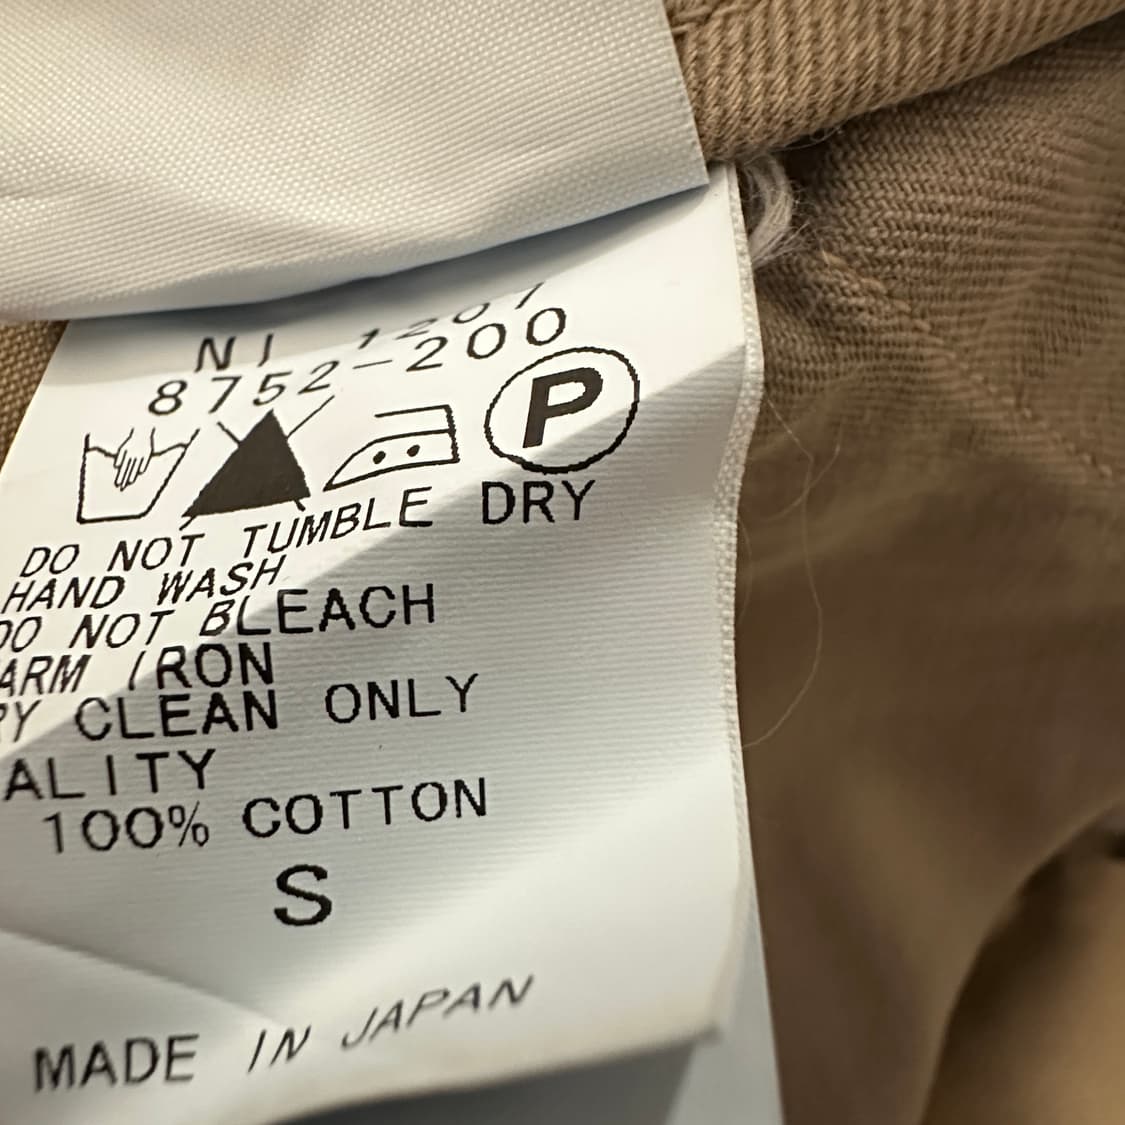 8752-200
P
DO NOT TUMBLE DRY
HAND WASH
DO NOT BLEACH
ARM IRON
RY CLEAN ONLY
ALITY
100% COTTON
S
MADE IN JAPAN